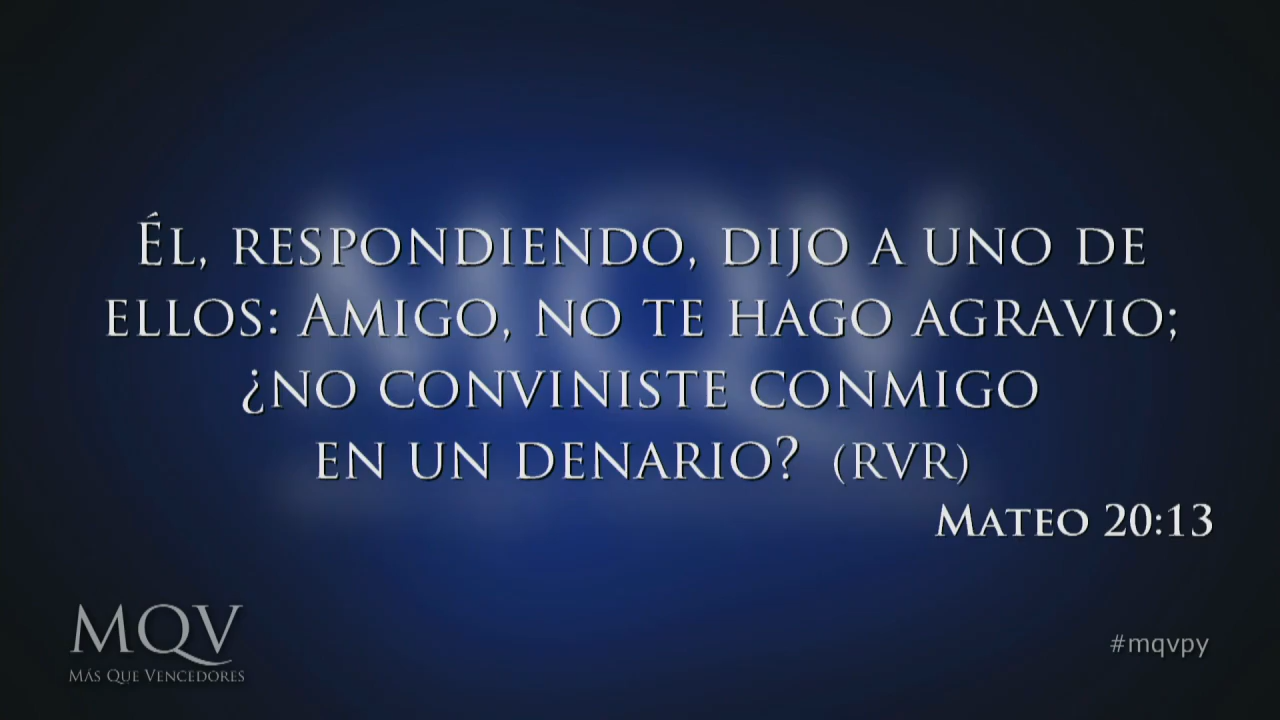 Él, respondiendo, dijo a uno de
ellos: Amigo, no te hago agravio;
¿no conviniste conmigo
en un denario? (RVR)
Mateo 20:13
MQV
Más Que Vencedores
#mqvpy